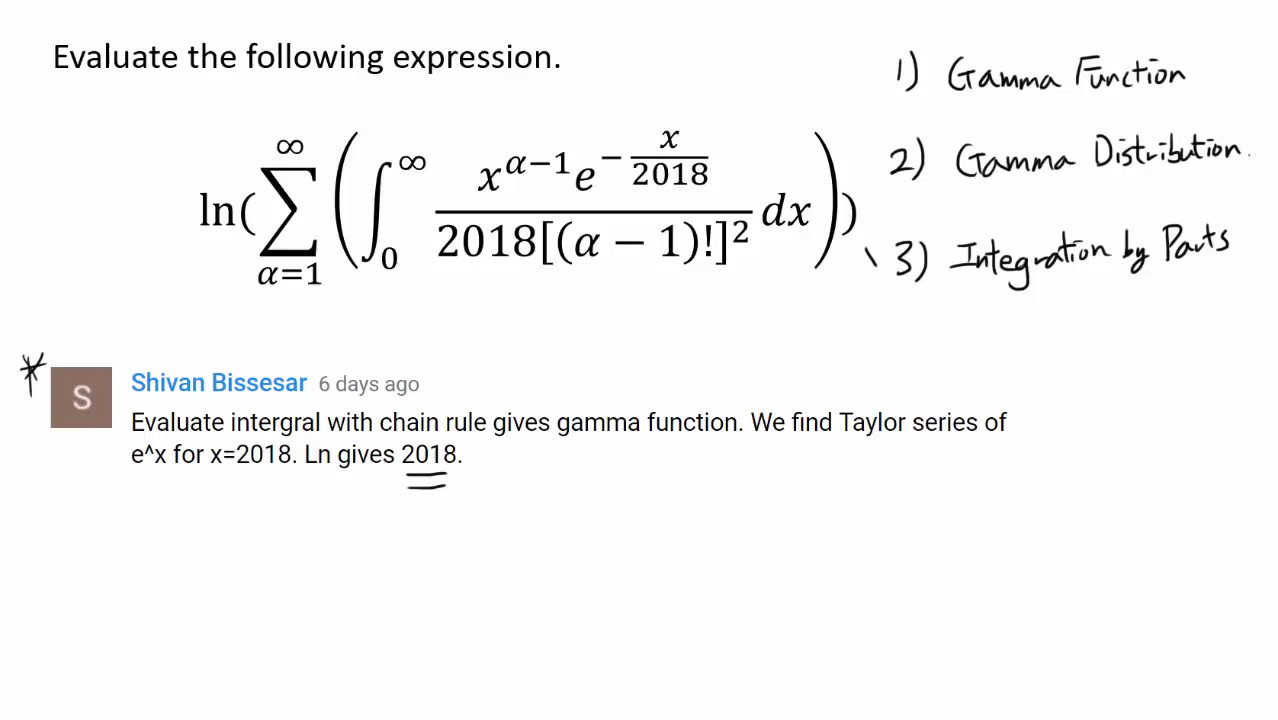 Evaluate the following expression.
1) Gamma Function
2) Gamma Distribution.
ln(∑_{α=1}^{∞} (∫_0^∞ x^{α−1}e^{−x/2018} / 2018[(α − 1)!]² dx))
3) Integration by Parts
*
S
Shivan Bissesar 6 days ago
Evaluate intergral with chain rule gives gamma function. We find Taylor series of
e^x for x=2018. Ln gives 2018.